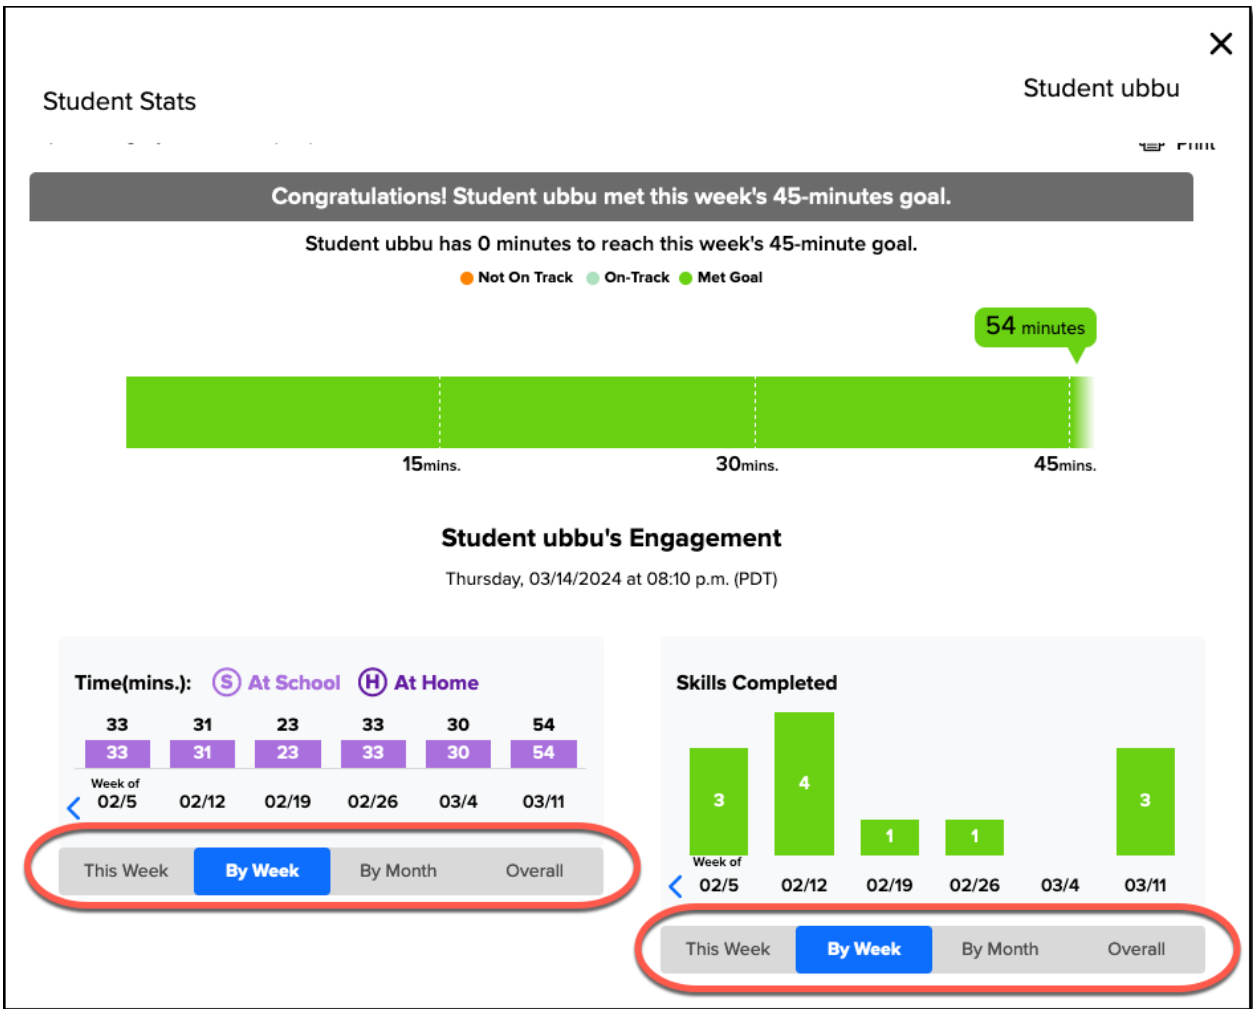 Student ubbu
Student Stats
Print
Congratulations! Student ubbu met this week's 45-minutes goal.
Student ubbu has 0 minutes to reach this week's 45-minute goal.
Not On Track On-Track Met Goal
54 minutes
15mins. 30mins. 45mins.
Student ubbu's Engagement
Thursday, 03/14/2024 at 08:10 p.m. (PDT)
Time(mins.): S At School H At Home
33 31 23 33 30 54
33 31 23 33 30 54
Week of
02/5 02/12 02/19 02/26 03/4 03/11
This Week By Week By Month Overall
Skills Completed
3 4 1 1 3
Week of
02/5 02/12 02/19 02/26 03/4 03/11
This Week By Week By Month Overall